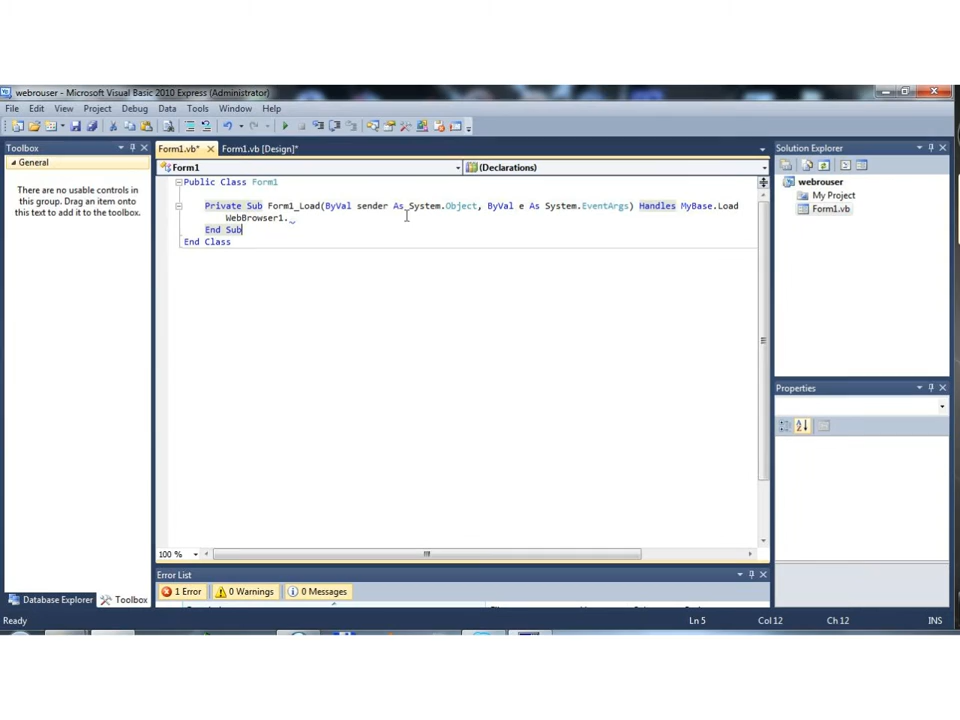 webrouser - Microsoft Visual Basic 2010 Express (Administrator)
File Edit View Project Debug Data Tools Window Help
Toolbox
Form1.vb* Form1.vb [Design]*
Solution Explorer
General
Form1 (Declarations)
There are no usable controls in
this group. Drag an item onto
this text to add it to the toolbox.
Public Class Form1
Private Sub Form1_Load(ByVal sender As System.Object, ByVal e As System.EventArgs) Handles MyBase.Load
WebBrowser1.
End Sub
End Class
webrouser
My Project
Form1.vb
Properties
100 %
Error List
1 Error 0 Warnings 0 Messages
Database Explorer Toolbox
Ready Ln 5 Col 12 Ch 12 INS